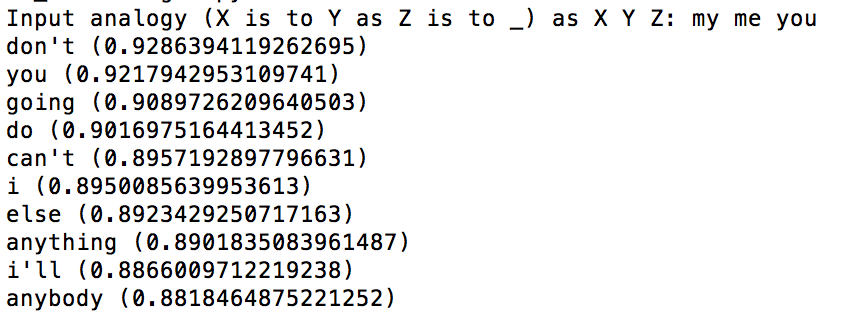 Input analogy (X is to Y as Z is to _) as X Y Z: my me you
don't (0.9286394119262695)
you (0.9217942953109741)
going (0.9089726209640503)
do (0.9016975164413452)
can't (0.8957192897796631)
i (0.8950085639953613)
else (0.8923429250717163)
anything (0.8901835083961487)
i'll (0.8866009712219238)
anybody (0.8818464875221252)